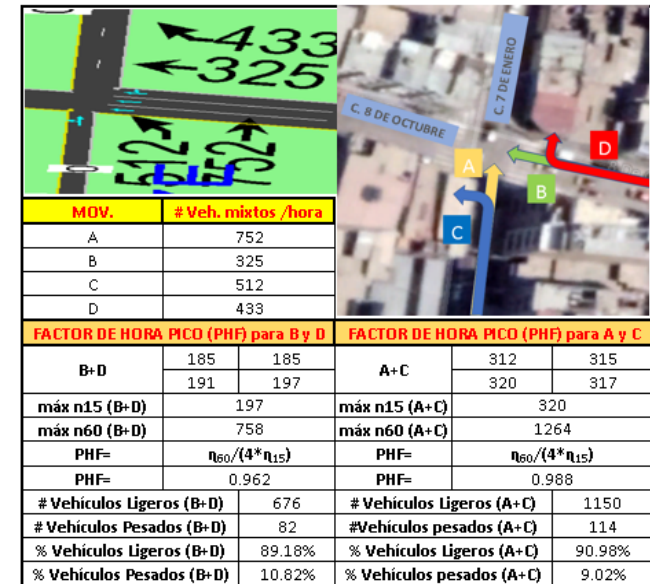 433
325
512
752
C. 8 DE OCTUBRE
C. 7 DE ENERO
A
B
C
D
MOV. # Veh. mixtos /hora
A 752
B 325
C 512
D 433
FACTOR DE HORA PICO (PHF) para B y D FACTOR DE HORA PICO (PHF) para A y C
B+D 185 185 A+C 312 315
191 197 320 317
máx n15 (B+D) 197 máx n15 (A+C) 320
máx n60 (B+D) 758 máx n60 (A+C) 1264
PHF= η60/(4*η15) PHF= η60/(4*η15)
PHF= 0.962 PHF= 0.988
# Vehículos Ligeros (B+D) 676 # Vehículos Ligeros (A+C) 1150
# Vehículos Pesados (B+D) 82 #Vehículos pesados (A+C) 114
% Vehículos Ligeros (B+D) 89.18% % Vehículos Ligeros (A+C) 90.98%
% Vehículos Pesados (B+D) 10.82% % Vehículos pesados (A+C) 9.02%